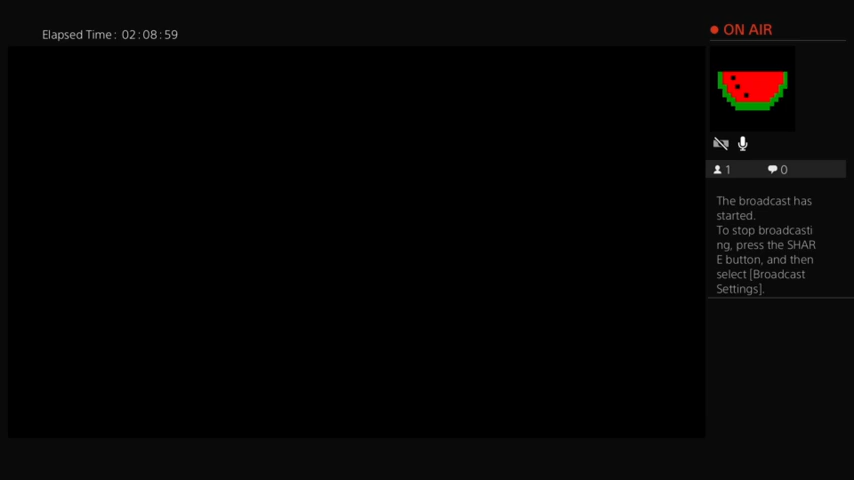 Elapsed Time: 02:08:59
ON AIR
1
0
The broadcast has
started.
To stop broadcasti
ng, press the SHAR
E button, and then
select [Broadcast
Settings].